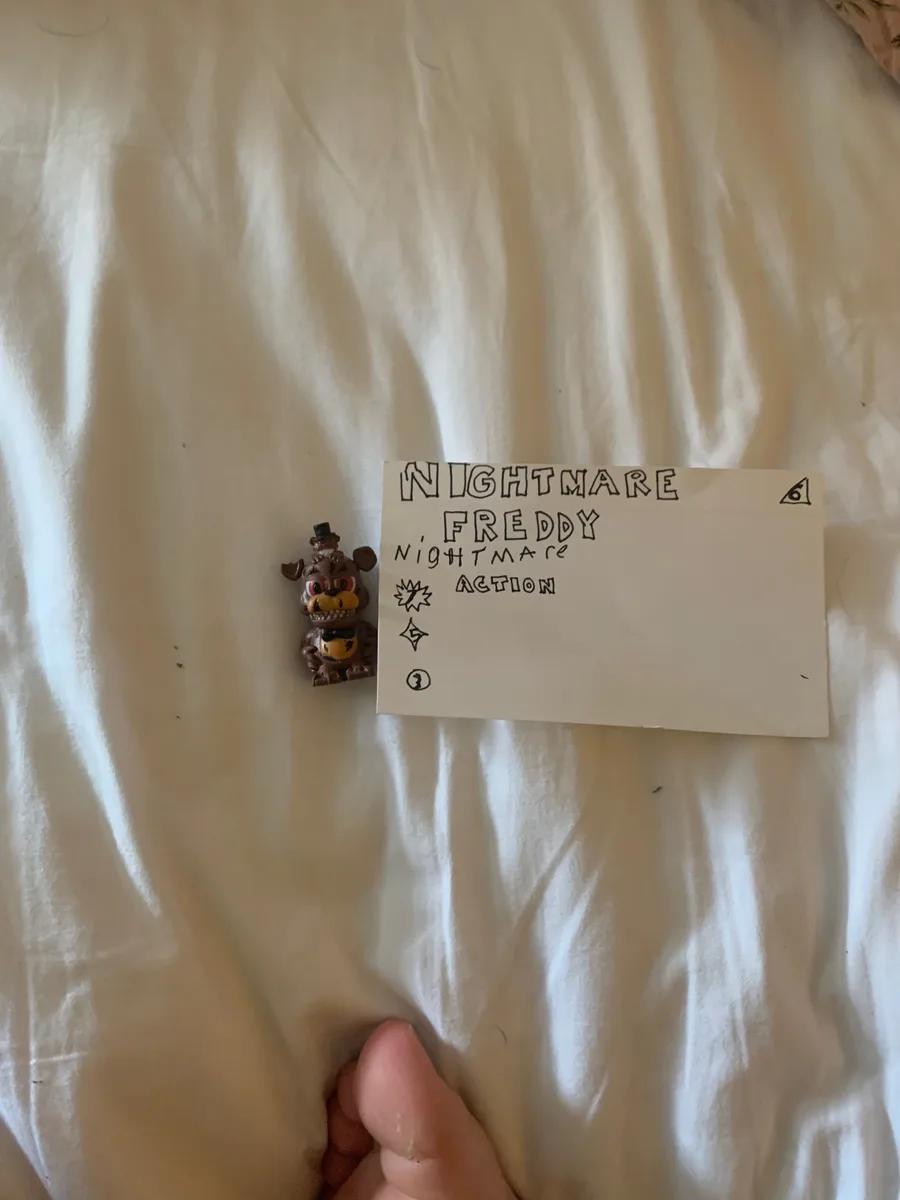 NIGHTMARE 6
FREDDY
NiGHTMAre
ACTION
7
5
3